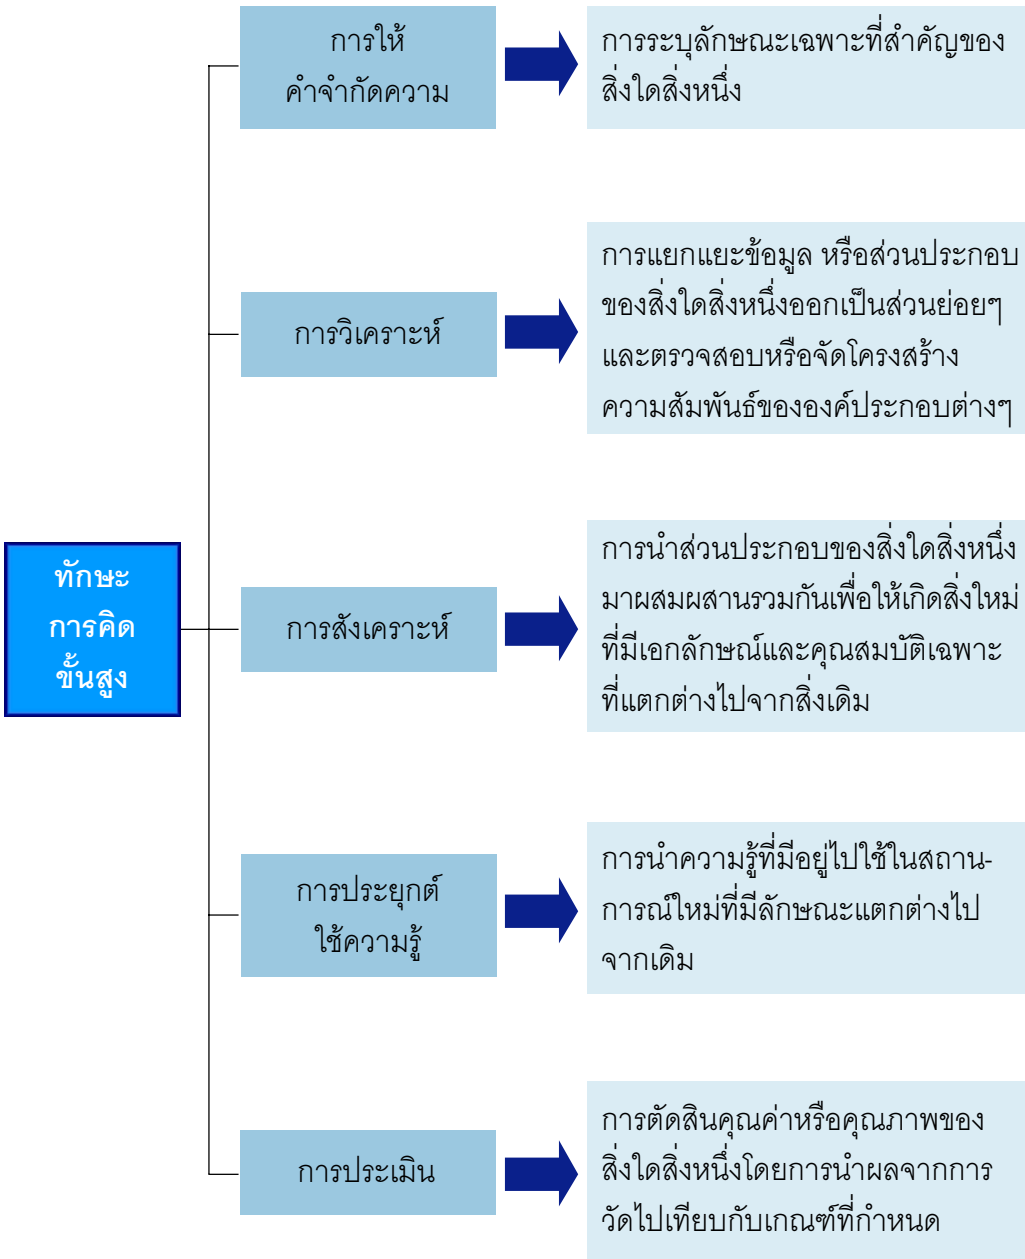 การให้
คำจำกัดความ
การระบุลักษณะเฉพาะที่สำคัญของ
สิ่งใดสิ่งหนึ่ง
การวิเคราะห์
การแยกแยะข้อมูล หรือส่วนประกอบ
ของสิ่งใดสิ่งหนึ่งออกเป็นส่วนย่อยๆ
และตรวจสอบหรือจัดโครงสร้าง
ความสัมพันธ์ขององค์ประกอบต่างๆ
ทักษะ
การคิด
ขั้นสูง
การสังเคราะห์
การนำส่วนประกอบของสิ่งใดสิ่งหนึ่ง
มาผสมผสานรวมกันเพื่อให้เกิดสิ่งใหม่
ที่มีเอกลักษณ์และคุณสมบัติเฉพาะ
ที่แตกต่างไปจากสิ่งเดิม
การประยุกต์
ใช้ความรู้
การนำความรู้ที่มีอยู่ไปใช้ในสถาน-
การณ์ใหม่ที่มีลักษณะแตกต่างไป
จากเดิม
การประเมิน
การตัดสินคุณค่าหรือคุณภาพของ
สิ่งใดสิ่งหนึ่งโดยการนำผลจากการ
วัดไปเทียบกับเกณฑ์ที่กำหนด